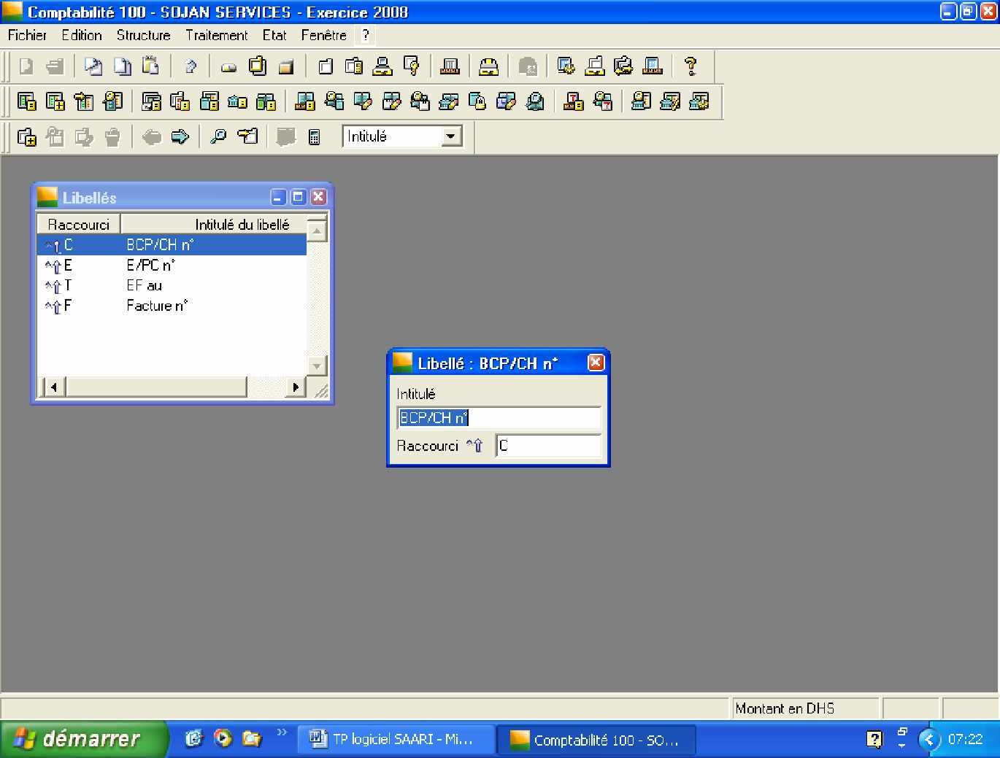 Comptabilité 100 - SOJAN SERVICES - Exercice 2008
Fichier Edition Structure Traitement Etat Fenêtre ?
Intitulé
Libellés
Raccourci Intitulé du libellé
C BCP/CH n°
E E/PC n°
T EF au
F Facture n°
Libellé : BCP/CH n°
Intitulé
BCP/CH n°
Raccourci C
Montant en DHS
démarrer TP logiciel SAARI - Mi... Comptabilité 100 - SO... 07:22